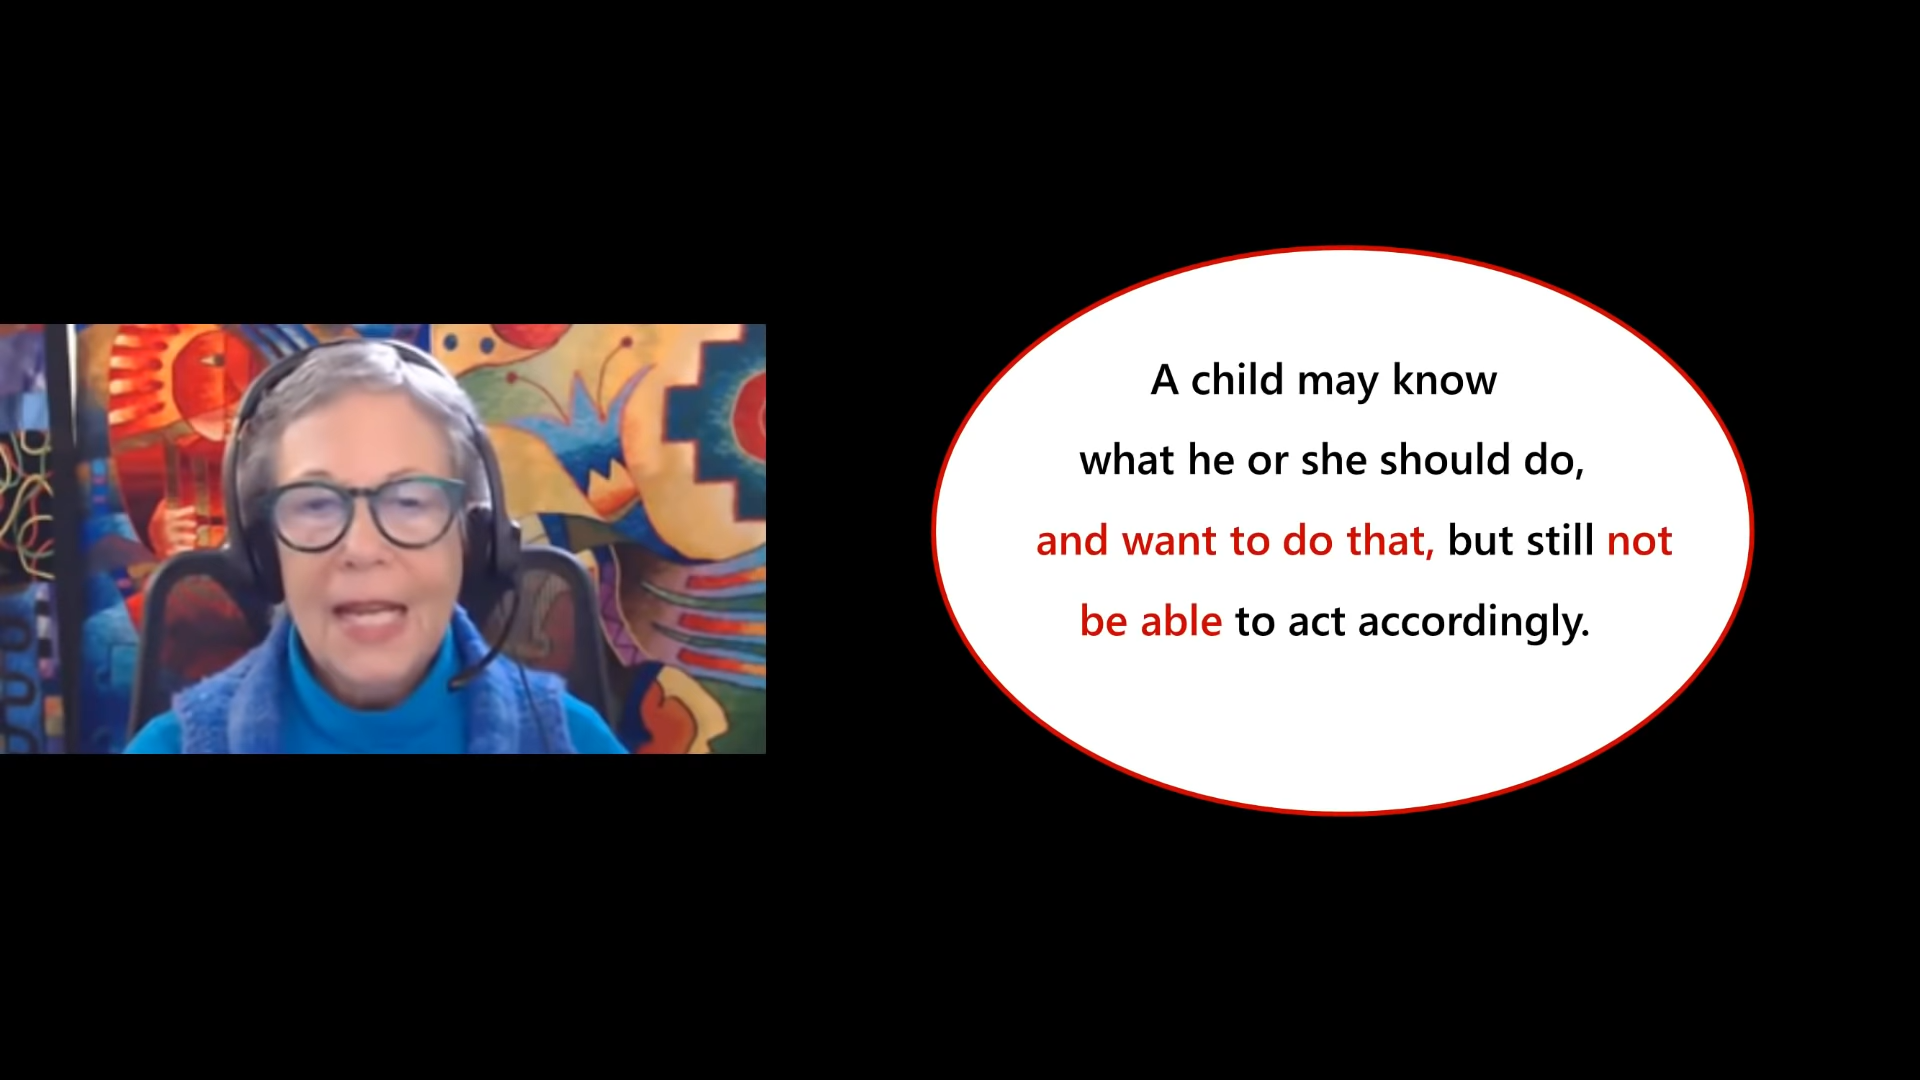 A child may know
what he or she should do,
and want to do that, but still not
be able to act accordingly.